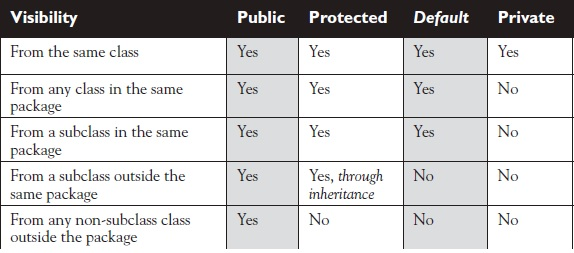 Visibility Public Protected Default Private
From the same class Yes Yes Yes Yes
From any class in the same Yes Yes Yes No
package
From a subclass in the same Yes Yes Yes No
package
From a subclass outside the Yes Yes, through No No
same package inheritance
From any non-subclass class Yes No No No
outside the package